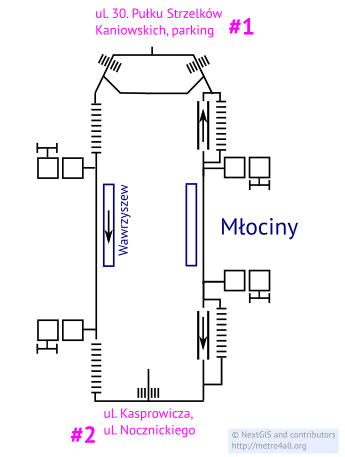 ul. 30. Pułku Strzelków
Kaniowskich, parking
#1
Wawrzyszew
Młociny
#2
ul. Kasprowicza,
ul. Nocznickiego
© NextGIS and contributors
http://metro4all.org